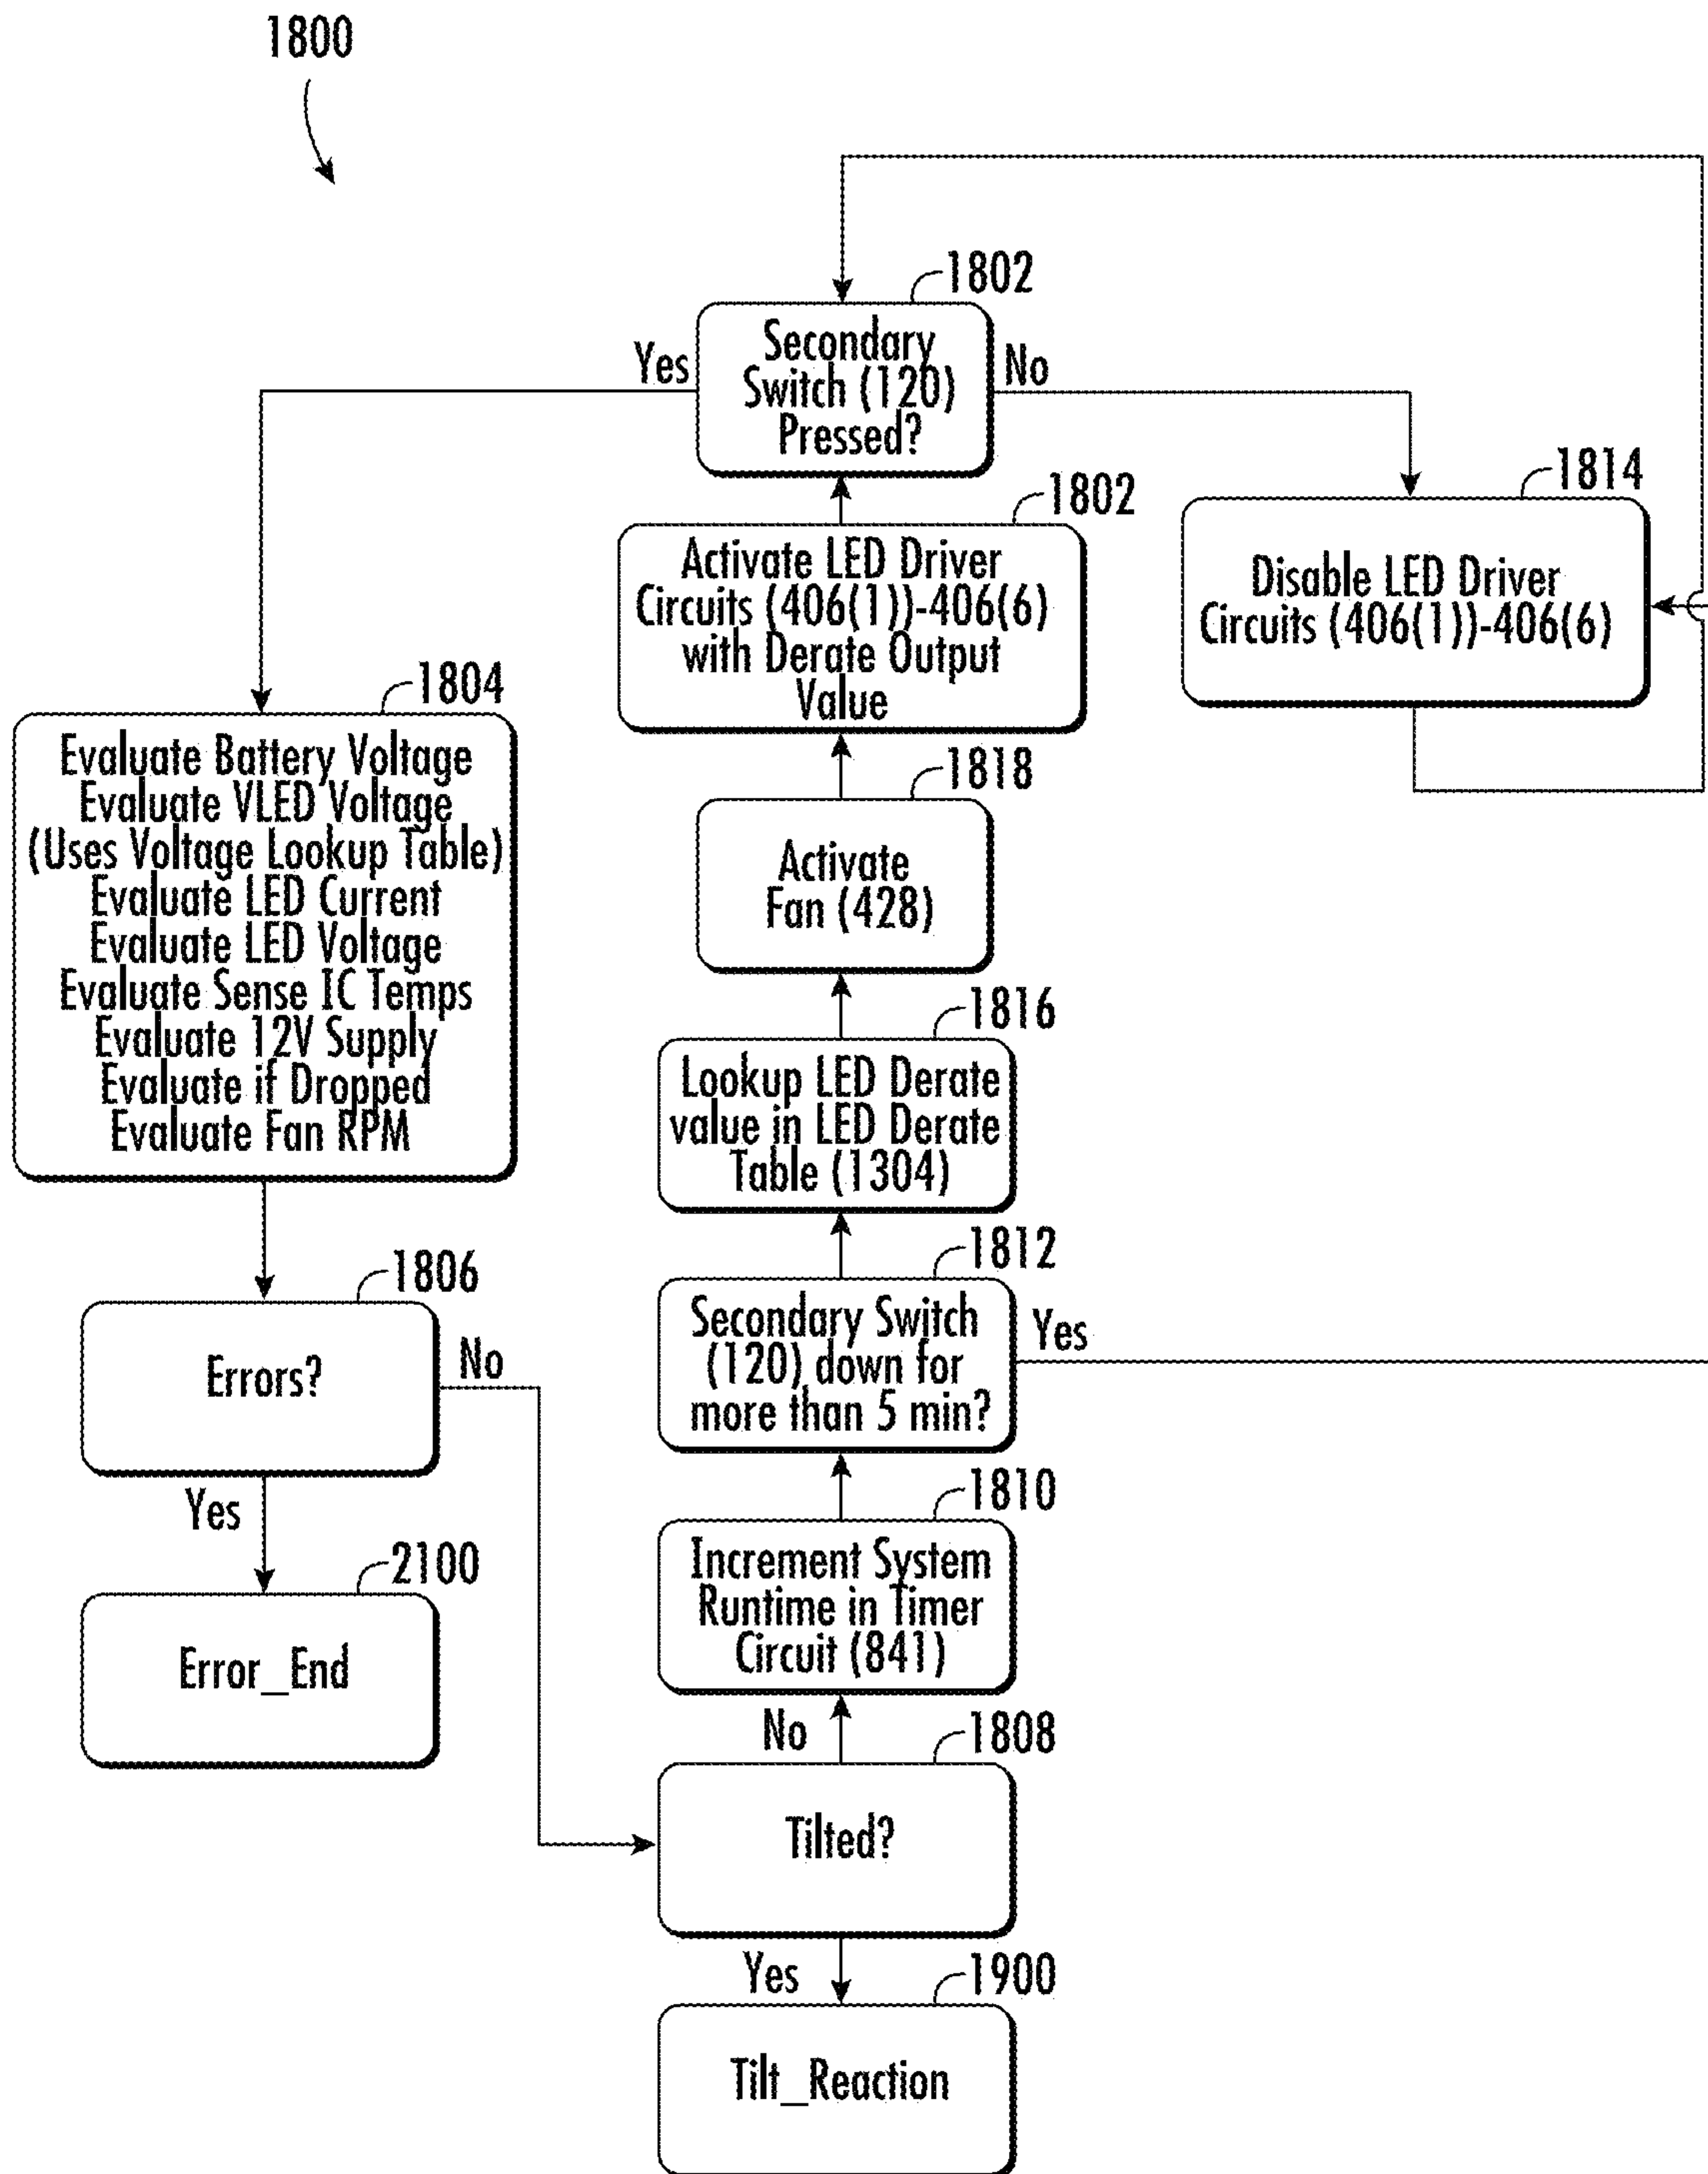 1800
1802
Secondary
Switch (120)
Pressed?
Yes
No
1802
Activate LED Driver
Circuits (406(1))-406(6)
with Derate Output
Value
1814
Disable LED Driver
Circuits (406(1))-406(6)
1804
Evaluate Battery Voltage
Evaluate VLED Voltage
(Uses Voltage Lookup Table)
Evaluate LED Current
Evaluate LED Voltage
Evaluate Sense IC Temps
Evaluate 12V Supply
Evaluate if Dropped
Evaluate Fan RPM
1818
Activate
Fan (428)
1816
Lookup LED Derate
value in LED Derate
Table (1304)
1812
Secondary Switch
(120) down for
more than 5 min?
Yes
1806
Errors?
No
Yes
2100
Error_End
1810
Increment System
Runtime in Timer
Circuit (841)
No
1808
Tilted?
Yes
1900
Tilt_Reaction